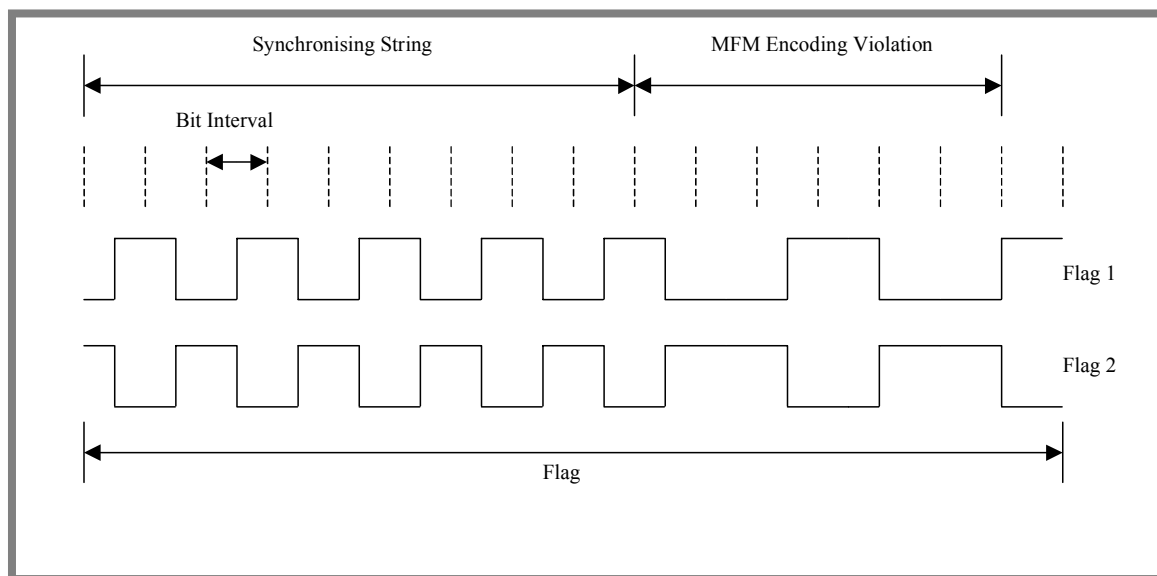 Synchronising String
MFM Encoding Violation
Bit Interval
Flag 1
Flag 2
Flag